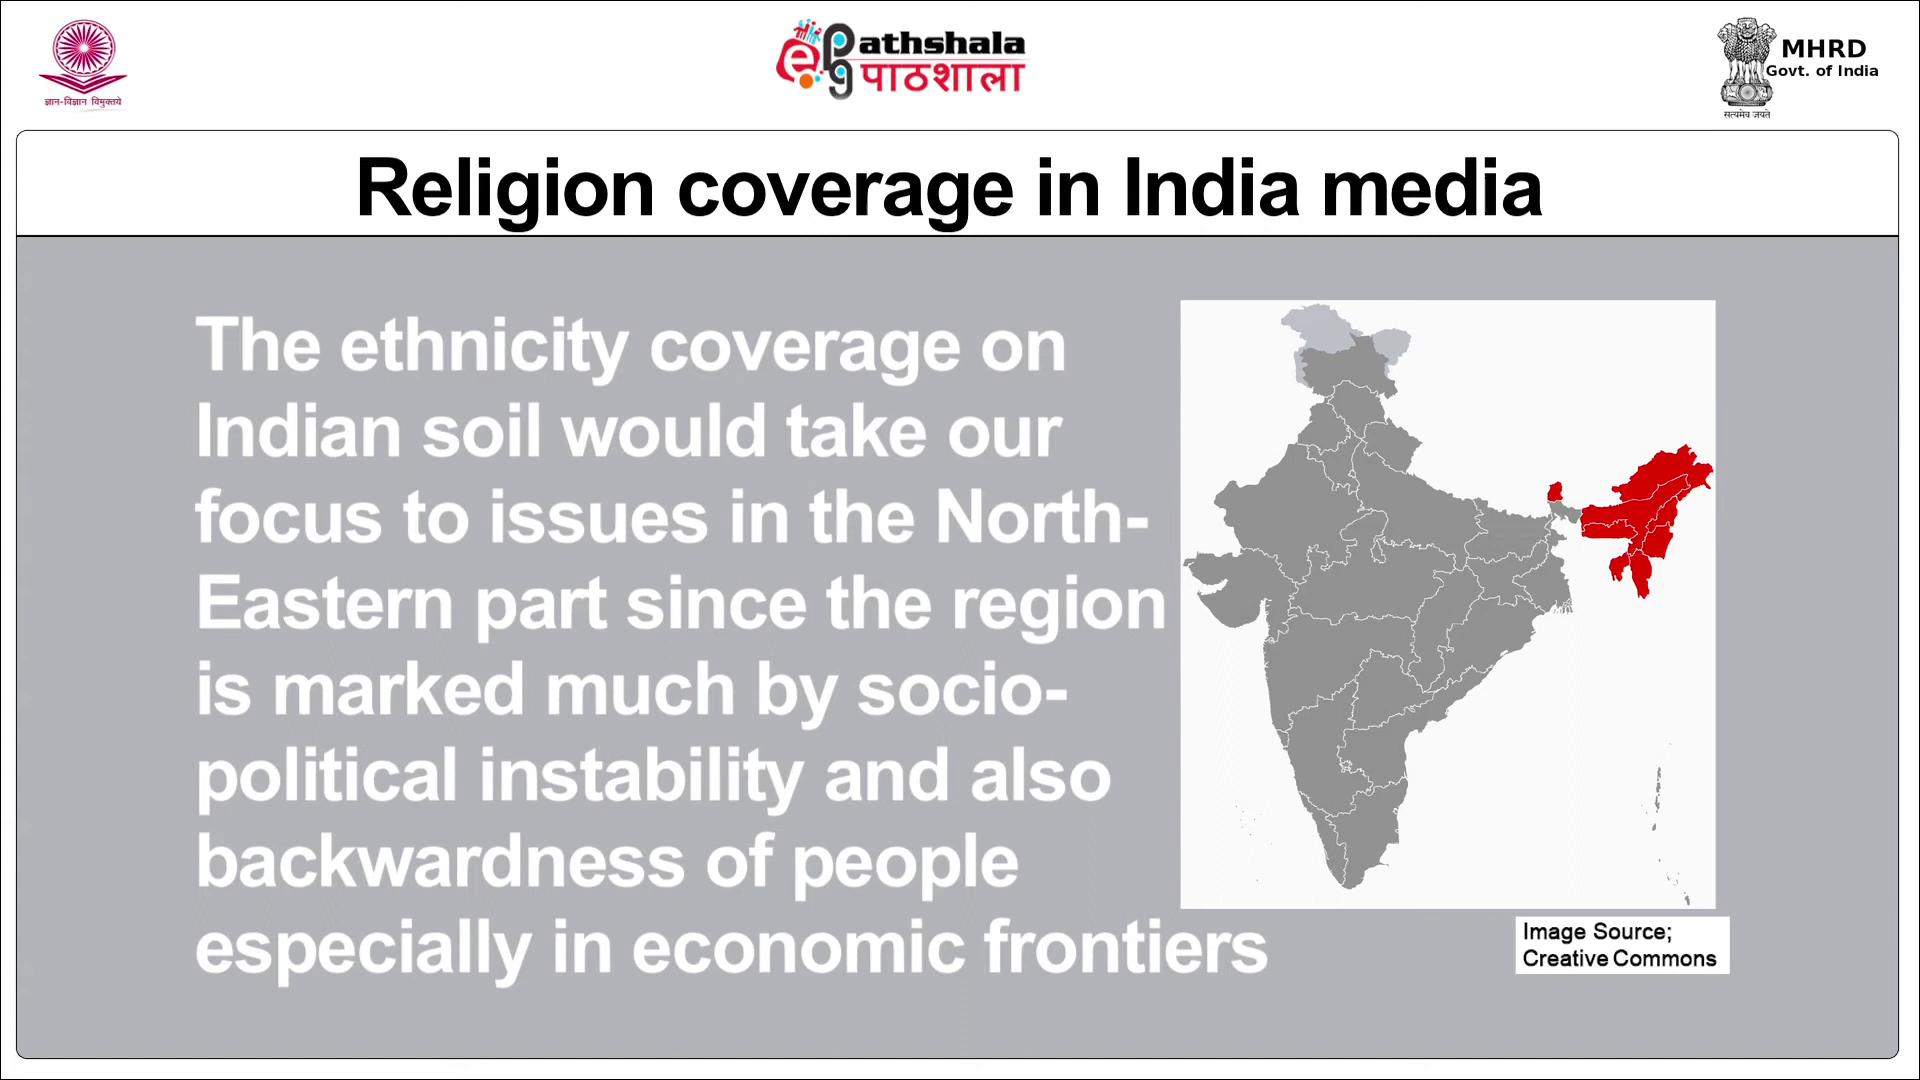 ज्ञान-विज्ञान विमुक्तये
e pg athshala
पाठशाला
MHRD
Govt. of India
सत्यमेव जयते
Religion coverage in India media
The ethnicity coverage on
Indian soil would take our
focus to issues in the North-
Eastern part since the region
is marked much by socio-
political instability and also
backwardness of people
especially in economic frontiers
Image Source;
Creative Commons